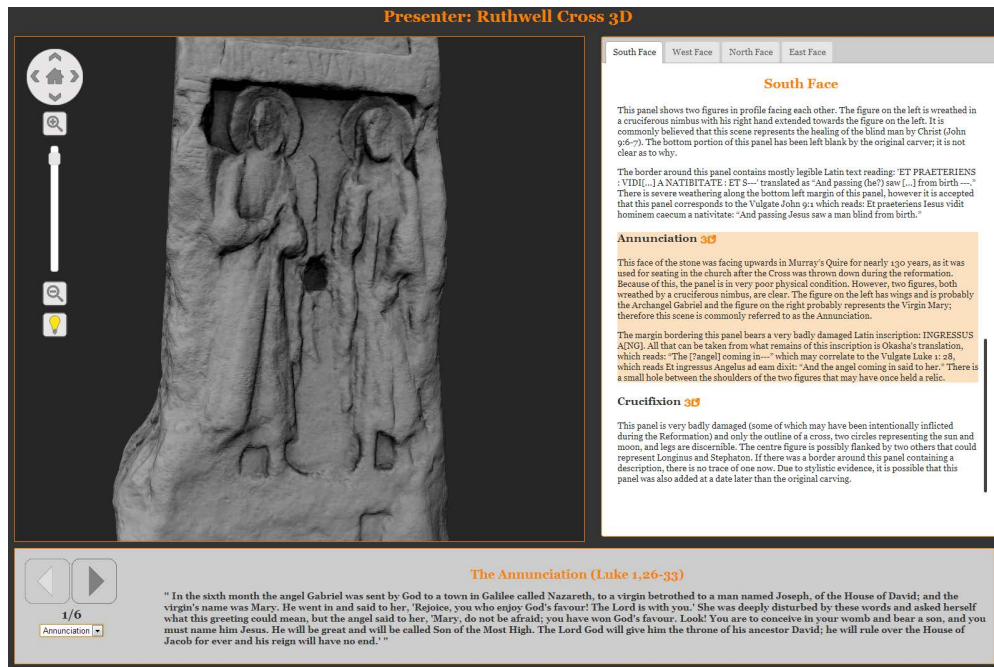 Presenter: Ruthwell Cross 3D
South Face
West Face
North Face
East Face
South Face
This panel shows two figures in profile facing each other. The figure on the left is wreathed in
a cruciferous nimbus with his right hand extended towards the figure on the left. It is
commonly believed that this scene represents the healing of the blind man by Christ (John
9:6-7). The bottom portion of this panel has been left blank by the original carver; it is not
clear as to why.
The border around this panel contains mostly legible Latin text reading: 'ET PRAETERIENS
: VIDI[...] A NATIBITATE : ET S---' translated as "And passing (he?) saw [...] from birth ---."
There is severe weathering along the bottom left margin of this panel, however it is accepted
that this panel corresponds to the Vulgate John 9:1 which reads: Et praeteriens Iesus vidit
hominem caecum a nativitate: "And passing Jesus saw a man blind from birth."
Annunciation 3D
This face of the stone was facing upwards in Murray's Quire for nearly 130 years, as it was
used for seating in the church after the Cross was thrown down during the reformation.
Because of this, the panel is in very poor physical condition. However, two figures, both
wreathed by a cruciferous nimbus, are clear. The figure on the left has wings and is probably
the Archangel Gabriel and the figure on the right probably represents the Virgin Mary;
therefore this scene is commonly referred to as the Annunciation.
The margin bordering this panel bears a very badly damaged Latin inscription: INGRESSUS
A[NG]. All that can be taken from what remains of this inscription is Okasha's translation,
which reads: "The [?angel] coming in---" which may correlate to the Vulgate Luke 1: 28,
which reads Et ingressus Angelus ad eam dixit: "And the angel coming in said to her." There is
a small hole between the shoulders of the two figures that may have once held a relic.
Crucifixion 3D
This panel is very badly damaged (some of which may have been intentionally inflicted
during the Reformation) and only the outline of a cross, two circles representing the sun and
moon, and legs are discernible. The centre figure is possibly flanked by two others that could
represent Longinus and Stephaton. If there was a border around this panel containing a
description, there is no trace of one now. Due to stylistic evidence, it is possible that this
panel was also added at a date later than the original carving.
1/6
Annunciation
The Annunciation (Luke 1,26-33)
" In the sixth month the angel Gabriel was sent by God to a town in Galilee called Nazareth, to a virgin betrothed to a man named Joseph, of the House of David; and the
virgin's name was Mary. He went in and said to her, 'Rejoice, you who enjoy God's favour! The Lord is with you.' She was deeply disturbed by these words and asked herself
what this greeting could mean, but the angel said to her, 'Mary, do not be afraid; you have won God's favour. Look! You are to conceive in your womb and bear a son, and you
must name him Jesus. He will be great and will be called Son of the Most High. The Lord God will give him the throne of his ancestor David; he will rule over the House of
Jacob for ever and his reign will have no end.' "